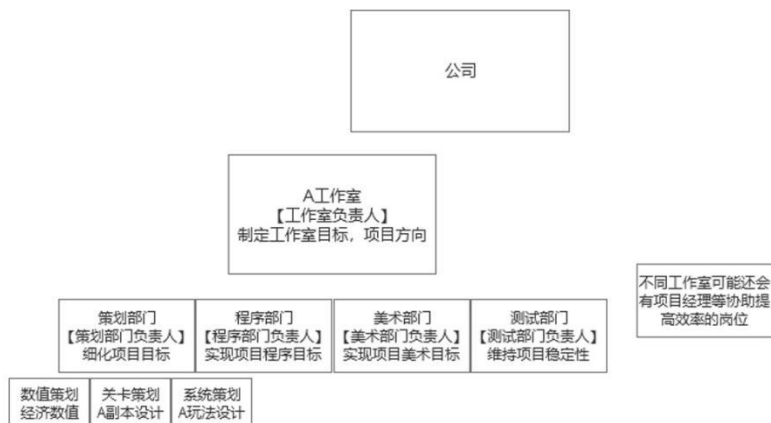 公司
A工作室
【工作室负责人】
制定工作室目标，项目方向
不同工作室可能还会
有项目经理等协助提
高效率的岗位
策划部门
【策划部门负责人】
细化项目目标
程序部门
【程序部门负责人】
实现项目程序目标
美术部门
【美术部门负责人】
实现项目美术目标
测试部门
【测试部门负责人】
维持项目稳定性
数值策划
经济数值
关卡策划
A副本设计
系统策划
A玩法设计